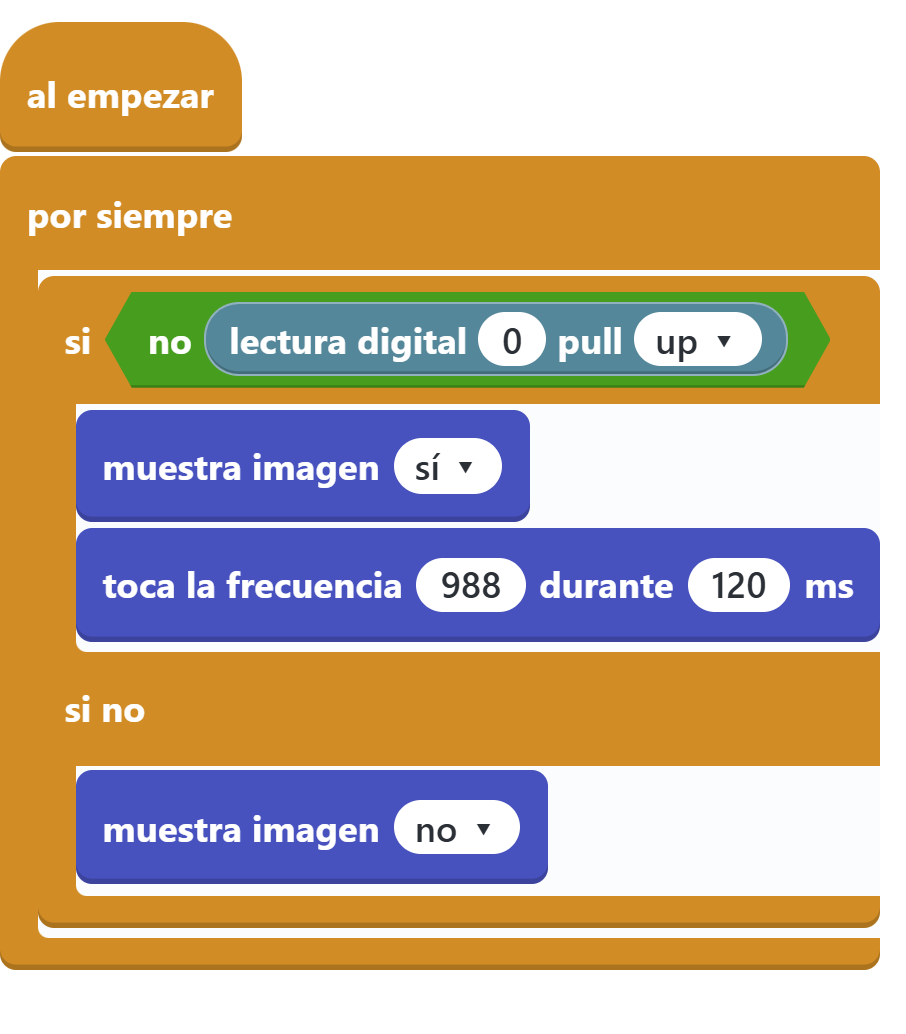 al empezar
por siempre
si no lectura digital 0 pull up
muestra imagen sí
toca la frecuencia 988 durante 120 ms
si no
muestra imagen no